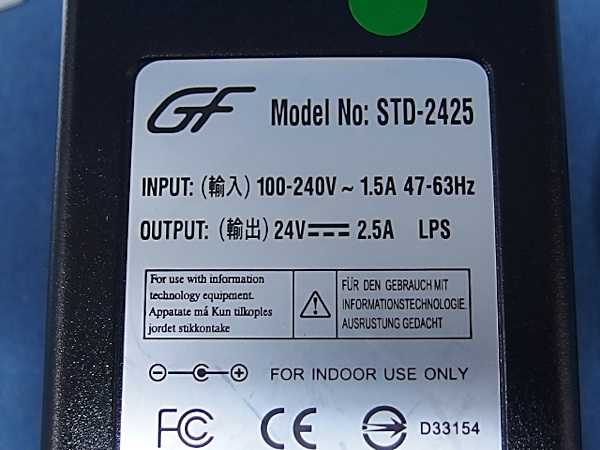 GF Model No: STD-2425
INPUT: (輸入) 100-240V ~ 1.5A 47-63Hz
OUTPUT: (輸出) 24V⎓ 2.5A LPS
For use with information
technology equipment.
Appatate må Kun tilkoples
jordet stikkontake
FÜR DEN GEBRAUCH MIT
INFORMATIONSTECHNOLOGIE.
AUSRUSTUNG GEDACHT
FOR INDOOR USE ONLY
FC CE D33154